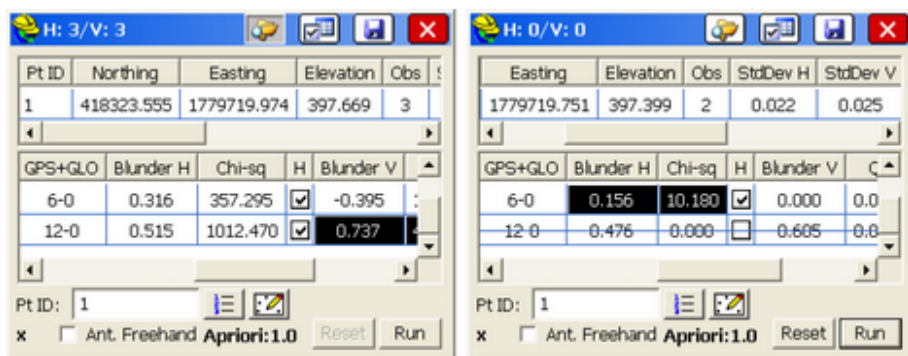 H: 3/V: 3
Pt ID Northing Easting Elevation Obs
1 418323.555 1779719.974 397.669 3
GPS+GLO Blunder H Chi-sq H Blunder V
6-0 0.316 357.295 -0.395
12-0 0.515 1012.470 0.737
Pt ID: 1
x Ant. Freehand Apriori:1.0 Reset Run
H: 0/V: 0
Easting Elevation Obs StdDev H StdDev V
1779719.751 397.399 2 0.022 0.025
GPS+GLO Blunder H Chi-sq H Blunder V
6-0 0.156 10.180 0.000 0.0
12-0 0.476 0.000 0.605 0.0
Pt ID: 1
x Ant. Freehand Apriori:1.0 Reset Run